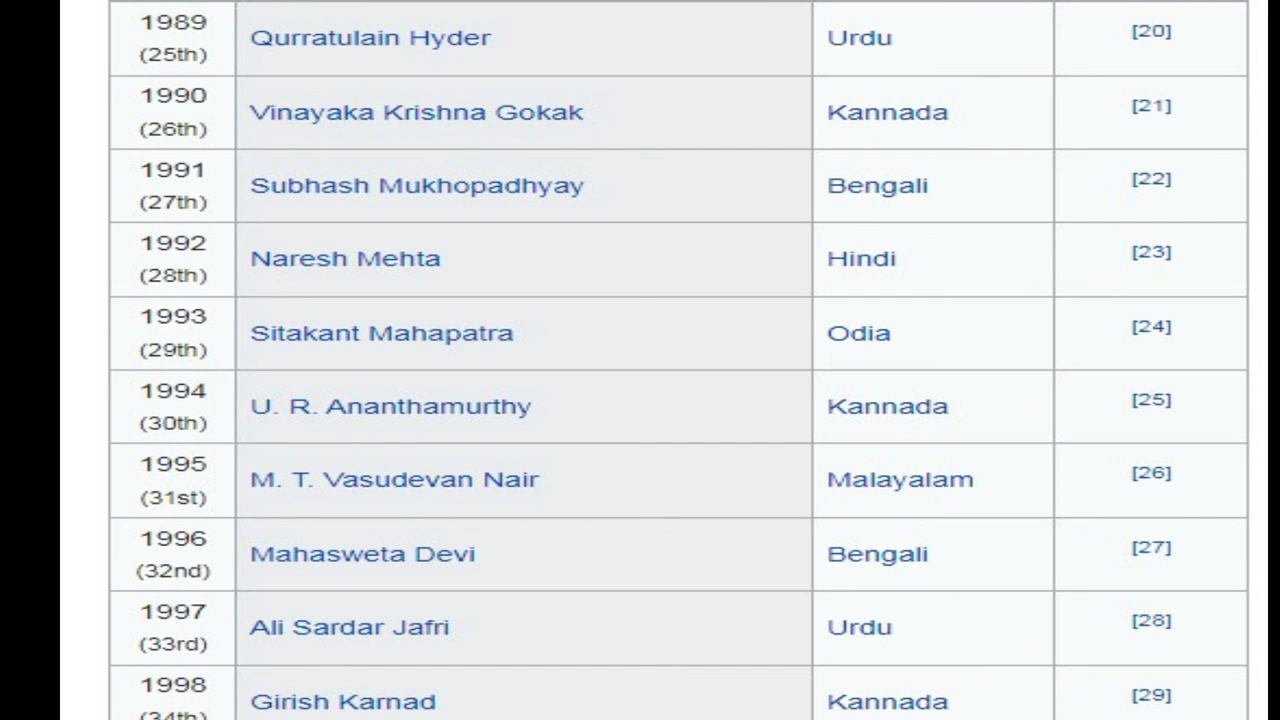 1989
(25th)
Qurratulain Hyder
Urdu
[20]
1990
(26th)
Vinayaka Krishna Gokak
Kannada
[21]
1991
(27th)
Subhash Mukhopadhyay
Bengali
[22]
1992
(28th)
Naresh Mehta
Hindi
[23]
1993
(29th)
Sitakant Mahapatra
Odia
[24]
1994
(30th)
U. R. Ananthamurthy
Kannada
[25]
1995
(31st)
M. T. Vasudevan Nair
Malayalam
[26]
1996
(32nd)
Mahasweta Devi
Bengali
[27]
1997
(33rd)
Ali Sardar Jafri
Urdu
[28]
1998
(34th)
Girish Karnad
Kannada
[29]